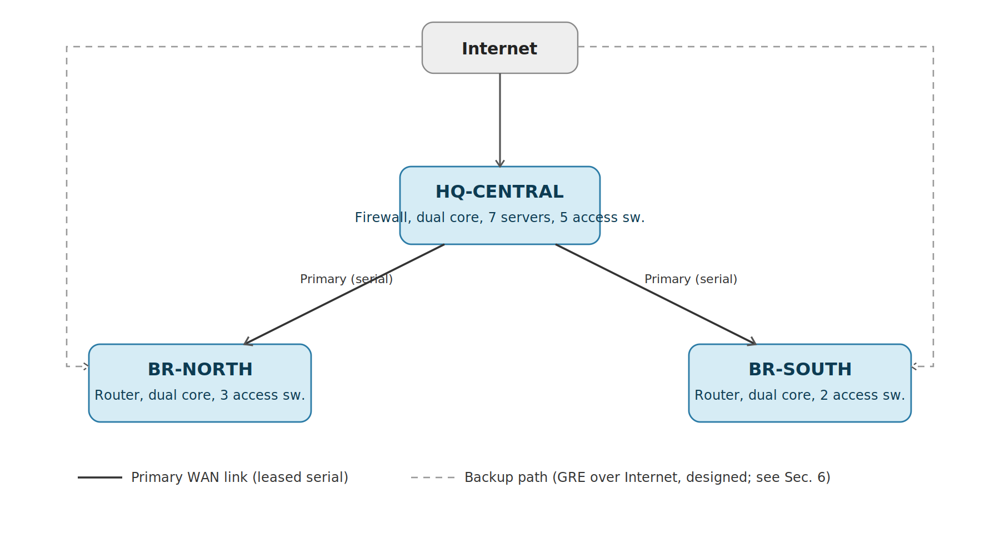 Internet
HQ-CENTRAL
Firewall, dual core, 7 servers, 5 access sw.
Primary (serial)
Primary (serial)
BR-NORTH
Router, dual core, 3 access sw.
BR-SOUTH
Router, dual core, 2 access sw.
Primary WAN link (leased serial)
Backup path (GRE over Internet, designed; see Sec. 6)